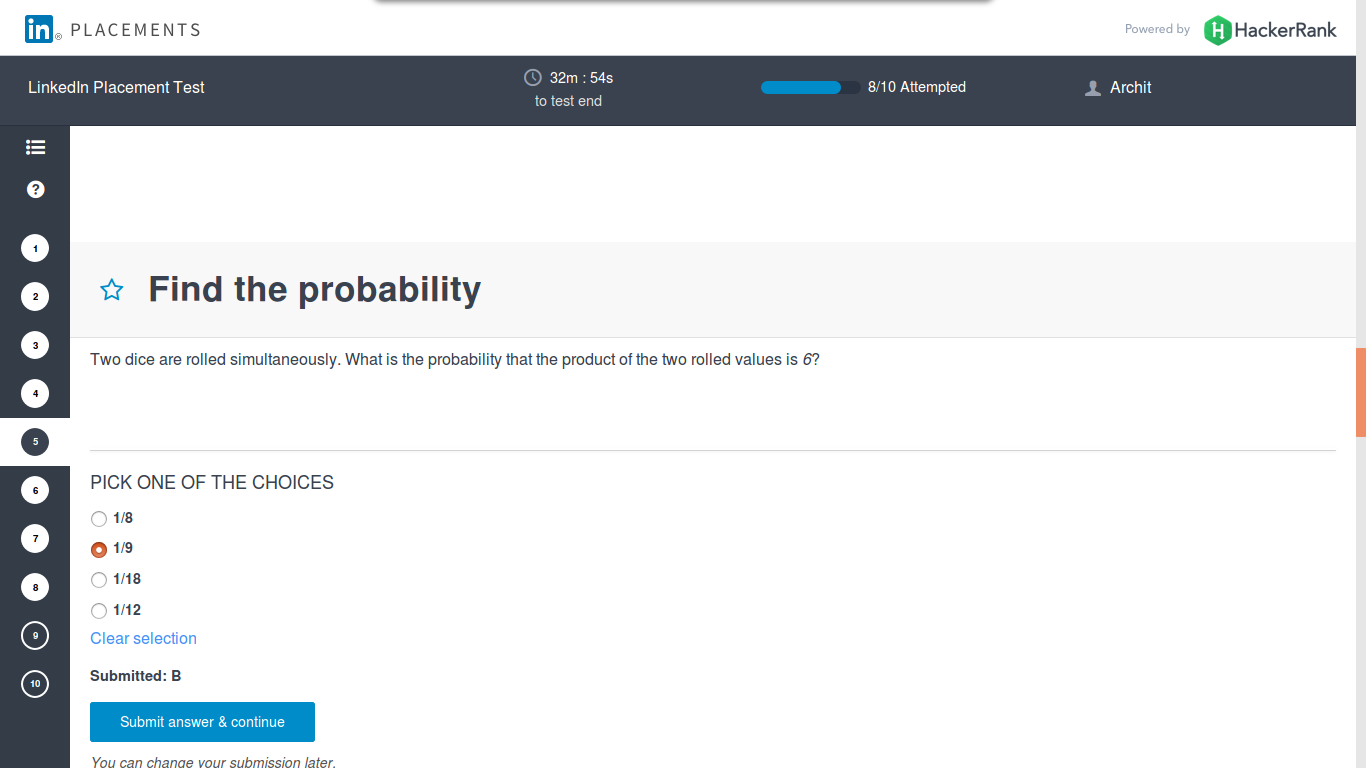 in® PLACEMENTS
Powered by HackerRank
LinkedIn Placement Test
32m : 54s
to test end
8/10 Attempted
Archit
?
1
2
3
4
5
6
7
8
9
10
Find the probability
Two dice are rolled simultaneously. What is the probability that the product of the two rolled values is 6?
PICK ONE OF THE CHOICES
1/8
1/9
1/18
1/12
Clear selection
Submitted: B
Submit answer & continue
You can change your submission later.